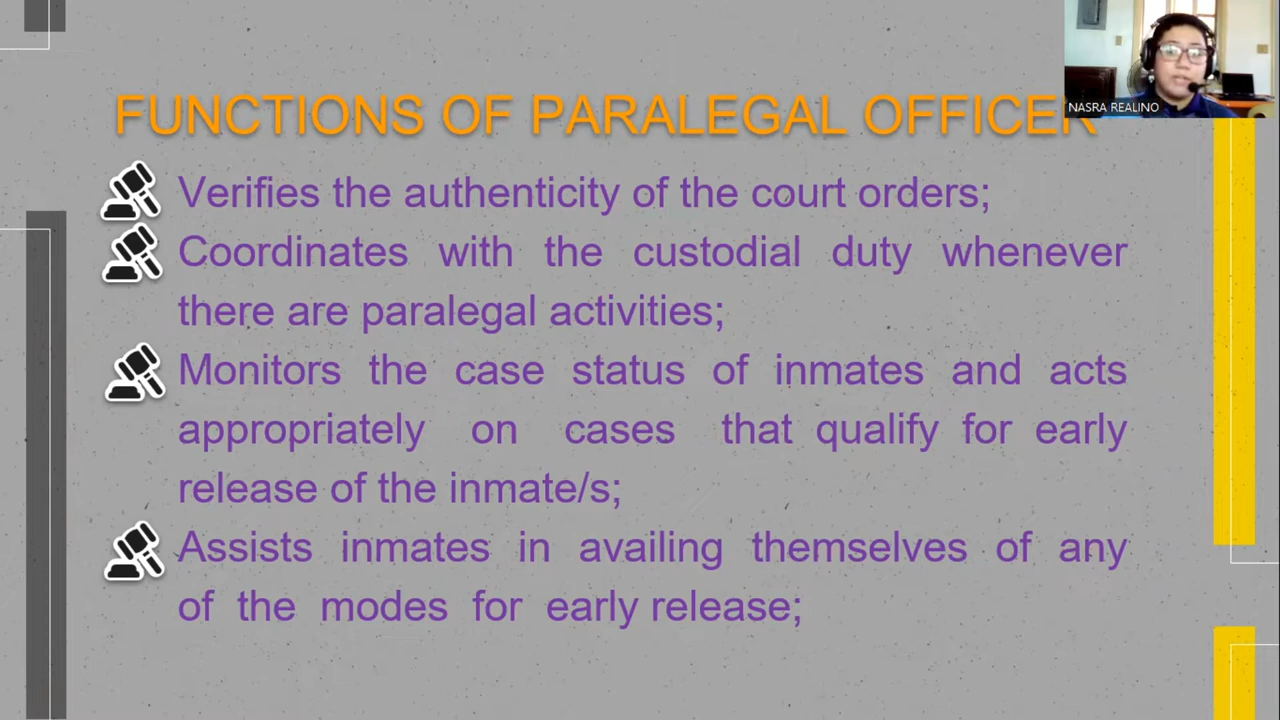 FUNCTIONS OF PARALEGAL OFFICER
NASRA REALINO
Verifies the authenticity of the court orders;
Coordinates with the custodial duty whenever
there are paralegal activities;
Monitors the case status of inmates and acts
appropriately on cases that qualify for early
release of the inmate/s;
Assists inmates in availing themselves of any
of the modes for early release;